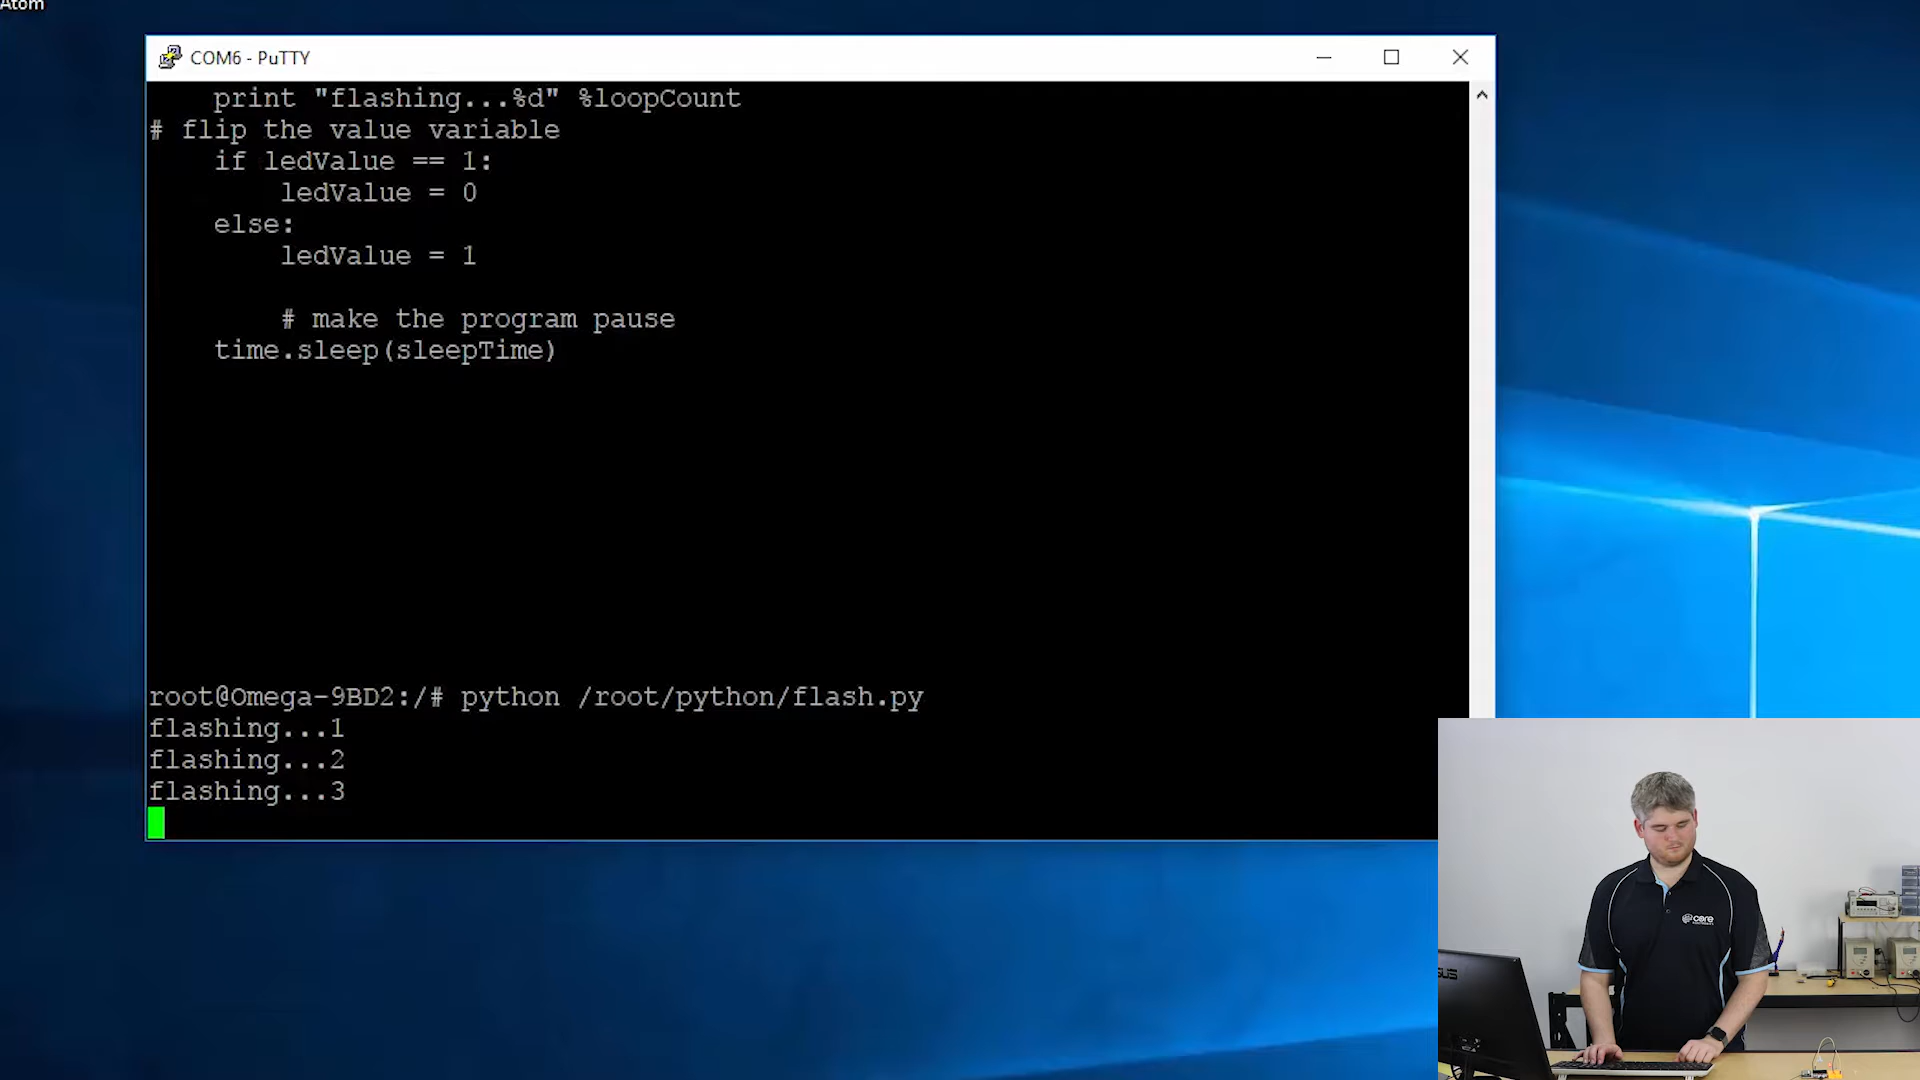 Atom
COM6 - PuTTY
print "flashing...%d" %loopCount
# flip the value variable
if ledValue == 1:
ledValue = 0
else:
ledValue = 1
# make the program pause
time.sleep(sleepTime)
root@Omega-9BD2:/# python /root/python/flash.py
flashing...1
flashing...2
flashing...3
core